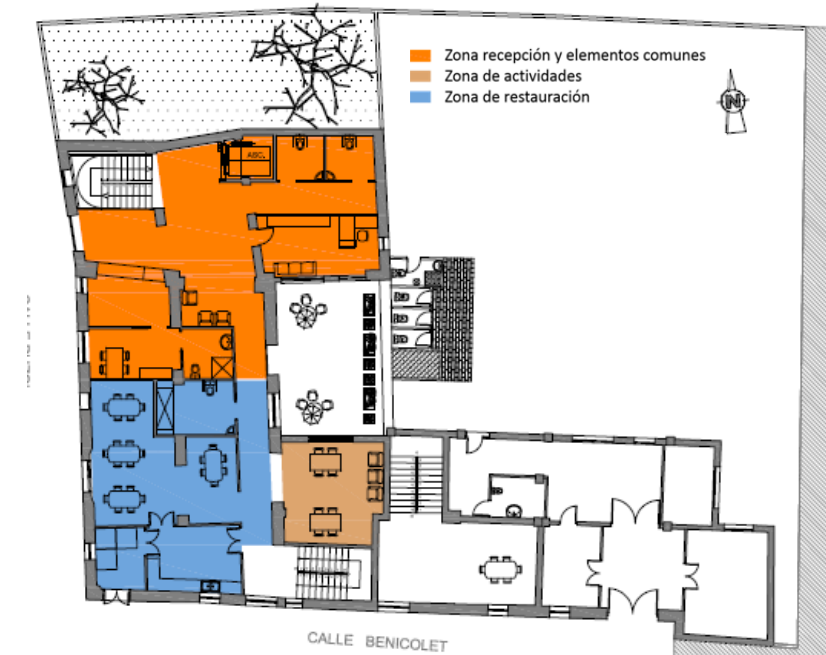 Zona recepción y elementos comunes
Zona de actividades
Zona de restauración
N
ASC.
CALLE BENICOLET